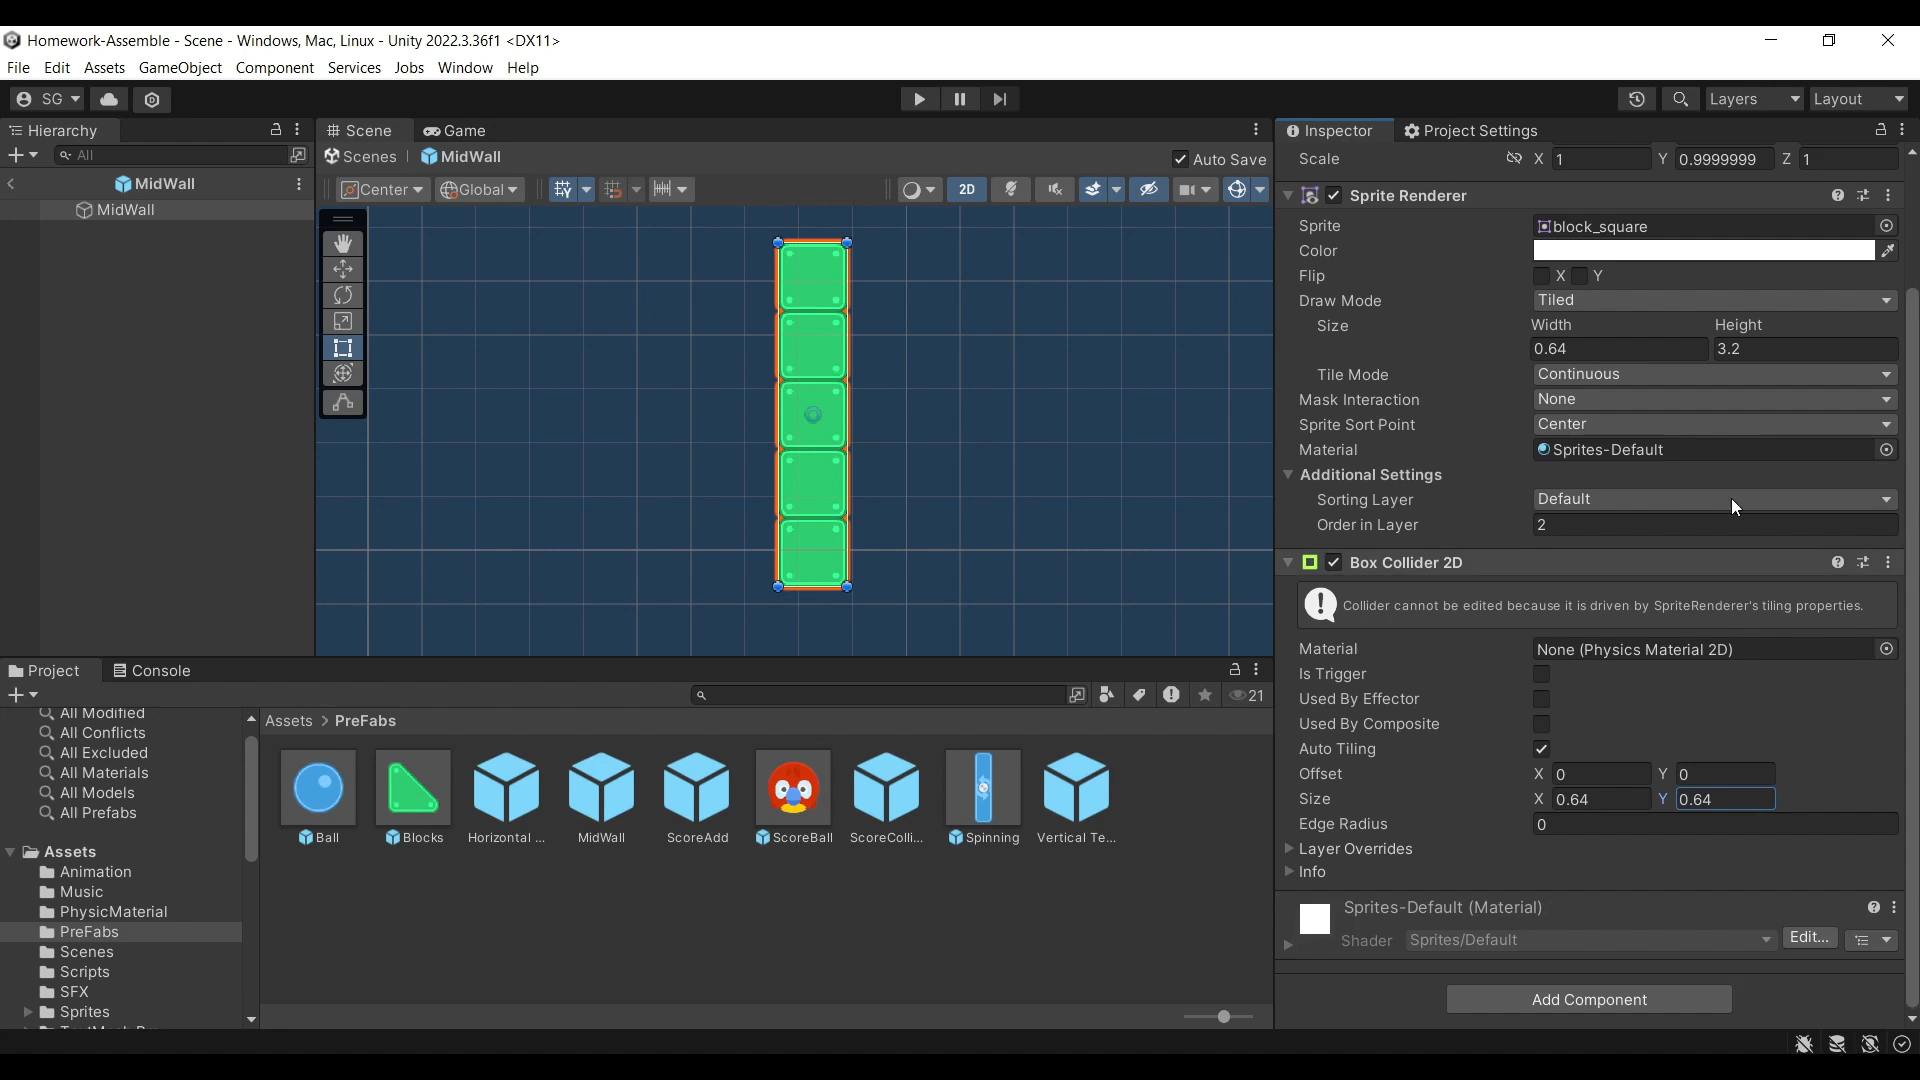 Homework-Assemble - Scene - Windows, Mac, Linux - Unity 2022.3.36f1 <DX11>
File Edit Assets GameObject Component Services Jobs Window Help
SG
Layers Layout
Hierarchy
All
MidWall
MidWall
Scene Game
Scenes MidWall
Auto Save
Center Global
2D
Inspector Project Settings
Scale X 1 Y 0.9999999 Z 1
Sprite Renderer
Sprite block_square
Color
Flip X Y
Draw Mode Tiled
Size Width Height
0.64 3.2
Tile Mode Continuous
Mask Interaction None
Sprite Sort Point Center
Material Sprites-Default
Additional Settings
Sorting Layer Default
Order in Layer 2
Box Collider 2D
Collider cannot be edited because it is driven by SpriteRenderer's tiling properties.
Material None (Physics Material 2D)
Is Trigger
Used By Effector
Used By Composite
Auto Tiling
Offset X 0 Y 0
Size X 0.64 Y 0.64
Edge Radius 0
Layer Overrides
Info
Sprites-Default (Material)
Shader Sprites/Default Edit...
Add Component
Project Console
21
All Modified
All Conflicts
All Excluded
All Materials
All Models
All Prefabs
Assets
Animation
Music
PhysicMaterial
PreFabs
Scenes
Scripts
SFX
Sprites
Assets > PreFabs
Ball Blocks Horizontal ... MidWall ScoreAdd ScoreBall ScoreColli... Spinning Vertical Te...